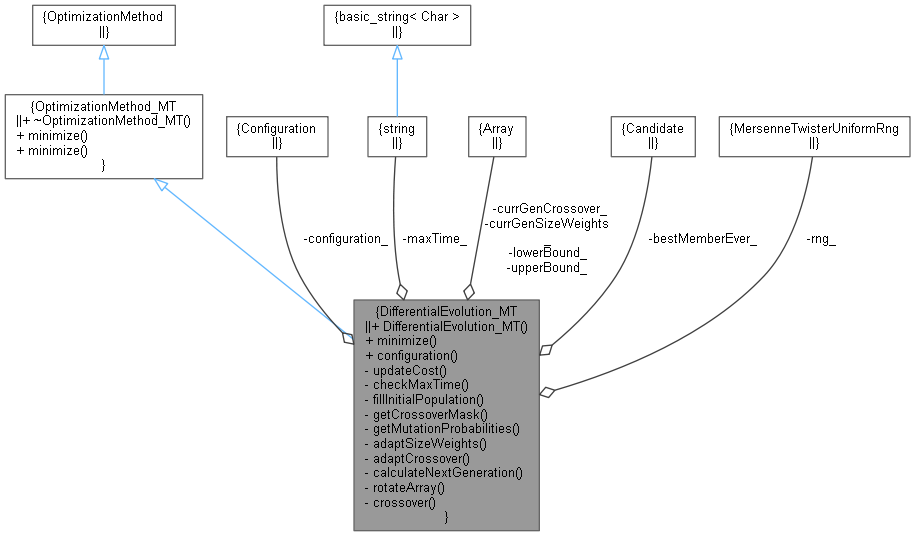 {OptimizationMethod
||}
{basic_string< Char >
||}
{OptimizationMethod_MT
||+ ~OptimizationMethod_MT()
+ minimize()
+ minimize()
}
{Configuration
||}
{string
||}
{Array
||}
{Candidate
||}
{MersenneTwisterUniformRng
||}
-configuration_
-maxTime_
-currGenCrossover_
-currGenSizeWeights
_
-lowerBound_
-upperBound_
-bestMemberEver_
-rng_
{DifferentialEvolution_MT
||+ DifferentialEvolution_MT()
+ minimize()
+ configuration()
- updateCost()
- checkMaxTime()
- fillInitialPopulation()
- getCrossoverMask()
- getMutationProbabilities()
- adaptSizeWeights()
- adaptCrossover()
- calculateNextGeneration()
- rotateArray()
- crossover()
}